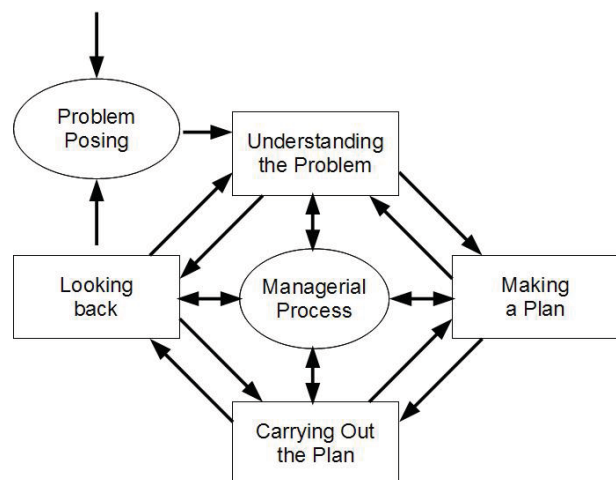 Problem
Posing
Understanding
the Problem
Looking
back
Managerial
Process
Making
a Plan
Carrying Out
the Plan